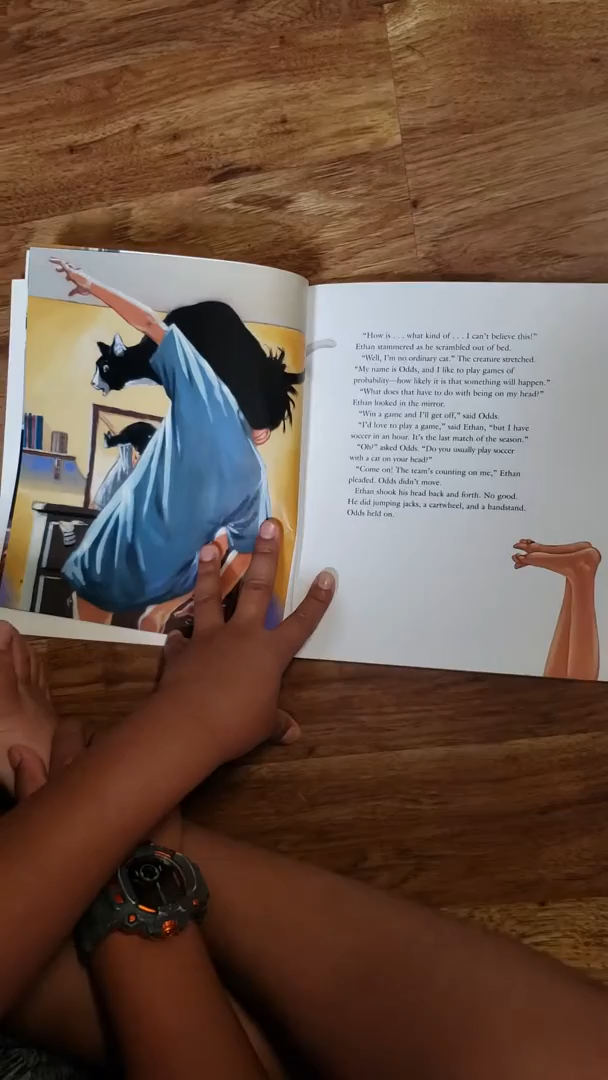 “How is . . . what kind of . . . I can’t believe this!”
Ethan stammered as he scrambled out of bed.
“Well, I’m no ordinary cat.” The creature stretched.
“My name is Odds, and I like to play games of
probability—how likely it is that something will happen.”
“What does that have to do with being on my head?”
Ethan looked in the mirror.
“Win a game and I’ll get off,” said Odds.
“I’d love to play a game,” said Ethan, “but I have
soccer in an hour. It’s the last match of the season.”
“Oh?” asked Odds. “Do you usually play soccer
with a cat on your head?”
“Come on! The team’s counting on me,” Ethan
pleaded. Odds didn’t move.
Ethan shook his head back and forth. No good.
He did jumping jacks, a cartwheel, and a handstand.
Odds held on.